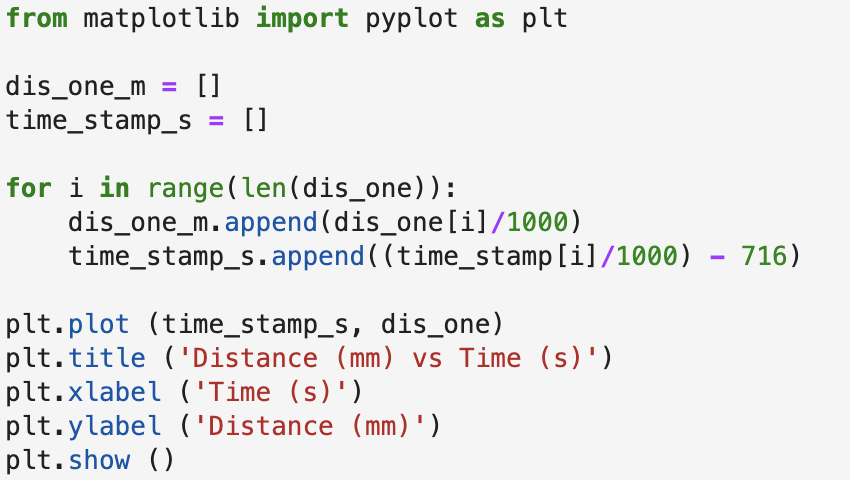 from matplotlib import pyplot as plt
dis_one_m = []
time_stamp_s = []
for i in range(len(dis_one)):
    dis_one_m.append(dis_one[i]/1000)
    time_stamp_s.append((time_stamp[i]/1000) - 716)
plt.plot (time_stamp_s, dis_one)
plt.title ('Distance (mm) vs Time (s)')
plt.xlabel ('Time (s)')
plt.ylabel ('Distance (mm)')
plt.show ()